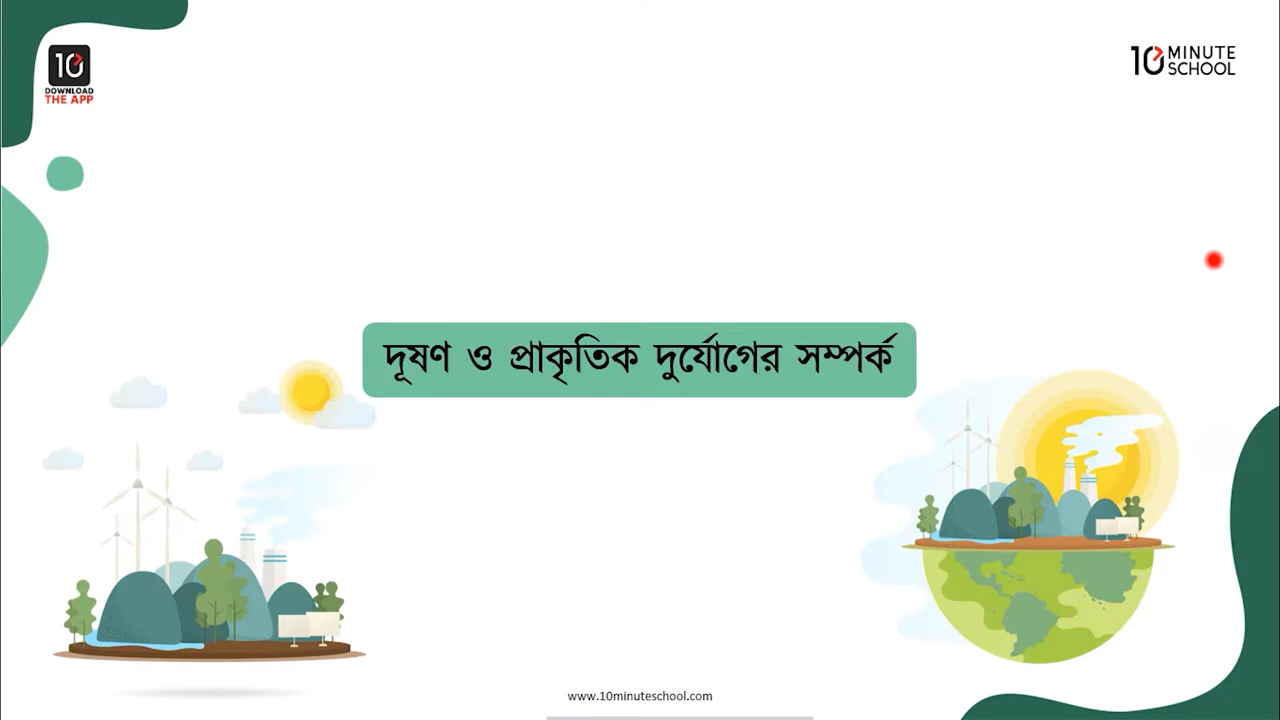 10
DOWNLOAD
THE APP
10 MINUTE
SCHOOL
দূষণ ও প্রাকৃতিক দুর্যোগের সম্পর্ক
www.10minuteschool.com